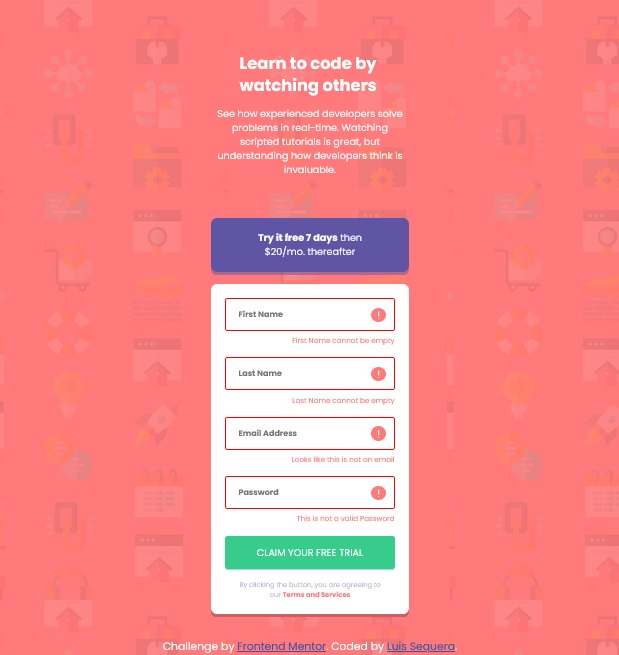 Learn to code by
watching others
See how experienced developers solve
problems in real-time. Watching
scripted tutorials is great, but
understanding how developers think is
invaluable.
Try it free 7 days then
$20/mo. thereafter
First Name
!
First Name cannot be empty
Last Name
!
Last Name cannot be empty
Email Address
!
Looks like this is not an email
Password
!
This is not a valid Password
CLAIM YOUR FREE TRIAL
By clicking the button, you are agreeing to
our Terms and Services
Challenge by Frontend Mentor. Coded by Luis Sequera.